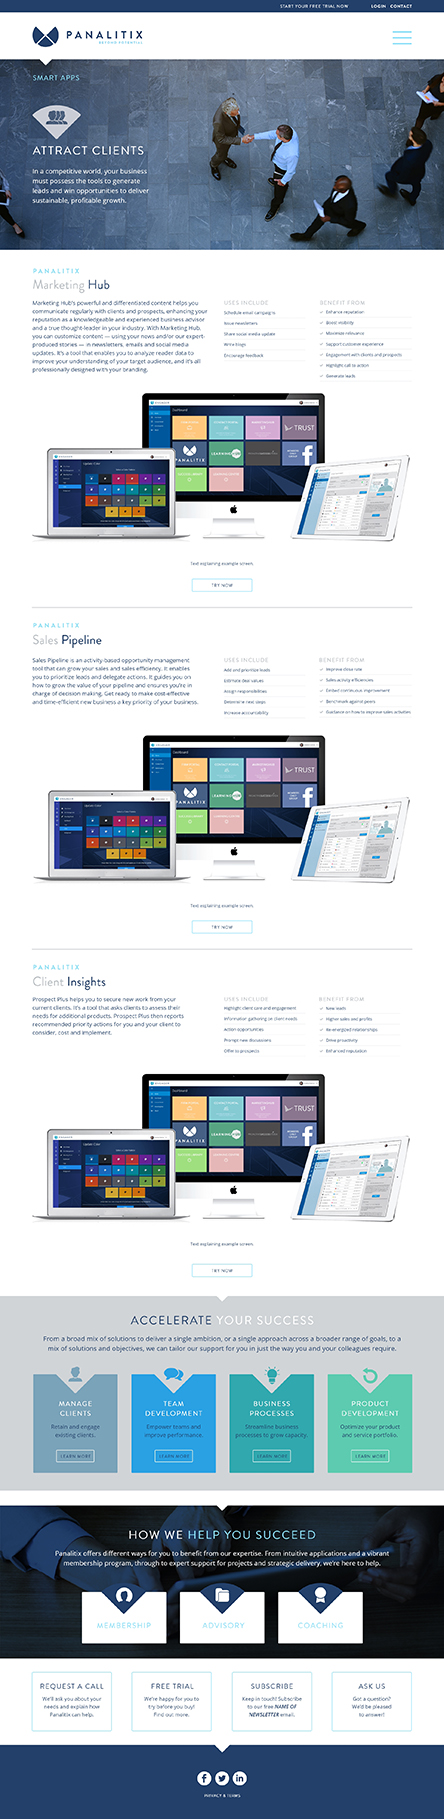 START YOUR FREE TRIAL NOW LOGIN CONTACT
PANALITIX
BEYOND POTENTIAL
SMART APPS
ATTRACT CLIENTS
In a competitive world, your business
must possess the tools to generate
leads and win opportunities to deliver
sustainable, profitable growth.
PANALITIX
Marketing Hub
Marketing Hub's powerful and differentiated content helps you
communicate regularly with clients and prospects, enhancing your
reputation as a knowledgeable and experienced business advisor
and a true thought-leader in your industry. With Marketing Hub,
you can customize content — using your news and/or our expert-
produced stories — in newsletters, emails and social media
updates. It's a tool that enables you to analyze reader data to
improve your understanding of your target audience, and it's all
professionally designed with your branding.
USES INCLUDE
Schedule email campaigns
Issue newsletters
Share social media update
Write blogs
Encourage feedback
BENEFIT FROM
Enhance reputation
Boost visibility
Maximize relevance
Support customer experience
Engagement with clients and prospects
Highlight call to action
Generate leads
Dashboard
TRUST
PANALITIX
LEARNING
Text explaining example screen.
TRY NOW
PANALITIX
Sales Pipeline
Sales Pipeline is an activity-based opportunity management
tool that can grow your sales and sales efficiency. It enables
you to prioritize leads and delegate actions. It guides you on
how to grow the value of your pipeline and ensures you're in
charge of decision making. Get ready to make cost-effective
and time-efficient new business a key priority of your business.
USES INCLUDE
Add and prioritize leads
Estimate deal values
Assign responsibilities
Determine next steps
Increase accountability
BENEFIT FROM
Improve close rate
Sales activity efficiencies
Embed continuous improvement
Benchmark against peers
Guidance on how to improve sales activities
Dashboard
TRUST
PANALITIX
LEARNING
Text explaining example screen.
TRY NOW
PANALITIX
Client Insights
Prospect Plus helps you to secure new work from your
current clients. It's a tool that asks clients to assess their
needs for additional products. Prospect Plus then reports
recommended priority actions for you and your client to
consider, cost and implement.
USES INCLUDE
Highlight client care and engagement
Information gathering on client needs
Action opportunities
Prompt new discussions
Offer to prospects
BENEFIT FROM
New leads
Higher sales and profits
Re-energized relationships
Drive proactivity
Enhanced reputation
Dashboard
TRUST
PANALITIX
LEARNING
Text explaining example screen.
TRY NOW
ACCELERATE YOUR SUCCESS
From a broad mix of solutions to deliver a single ambition, or a single approach across a broader range of goals, to a
mix of solutions and objectives, we can tailor our support for you in just the way you and your colleagues require.
MANAGE
CLIENTS
Retain and engage
existing clients.
LEARN MORE
TEAM
DEVELOPMENT
Empower teams and
improve performance.
LEARN MORE
BUSINESS
PROCESSES
Streamline business
processes to grow capacity.
LEARN MORE
PRODUCT
DEVELOPMENT
Optimize your product
and service portfolio.
LEARN MORE
HOW WE HELP YOU SUCCEED
Panalitix offers different ways for you to benefit from our expertise. From intuitive applications and a vibrant
membership program, through to expert support for projects and strategic delivery, we're here to help.
MEMBERSHIP
ADVISORY
COACHING
REQUEST A CALL
We'll ask you about your
needs and explain how
Panalitix can help.
FREE TRIAL
We're happy for you to
try before you buy!
Find out more.
SUBSCRIBE
Keep in touch! Subscribe
to our free NAME OF
NEWSLETTER email.
ASK US
Got a question?
We'd be pleased
to answer!
PRIVACY & TERMS